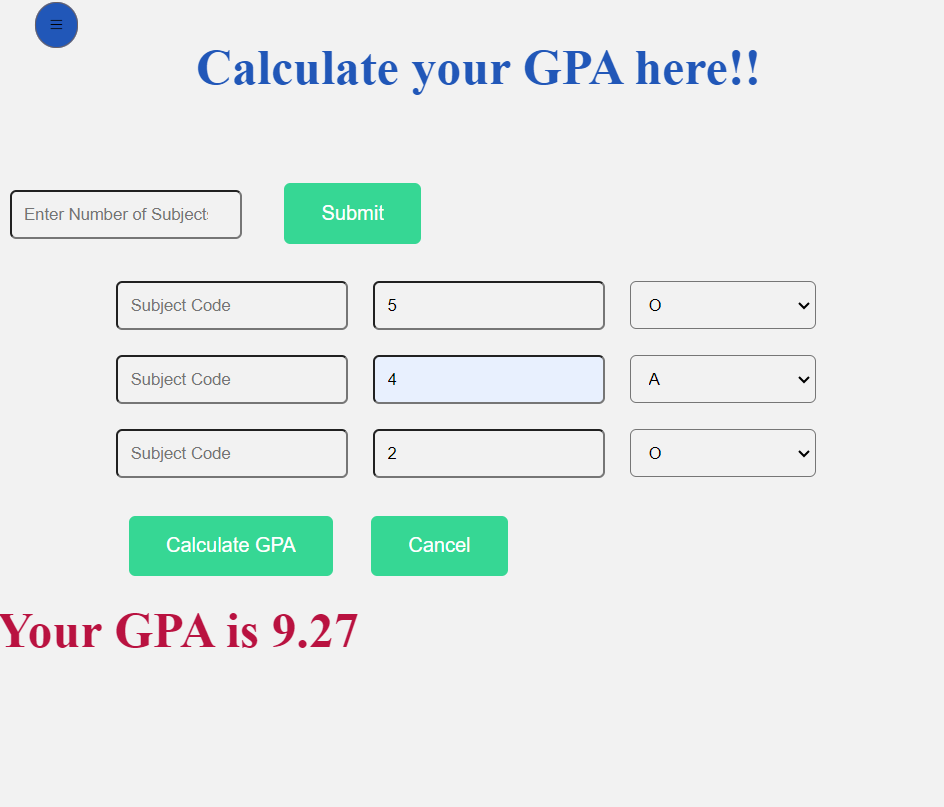 ≡
Calculate your GPA here!!
Enter Number of Subject
Submit
Subject Code 5 O
Subject Code 4 A
Subject Code 2 O
Calculate GPA Cancel
Your GPA is 9.27